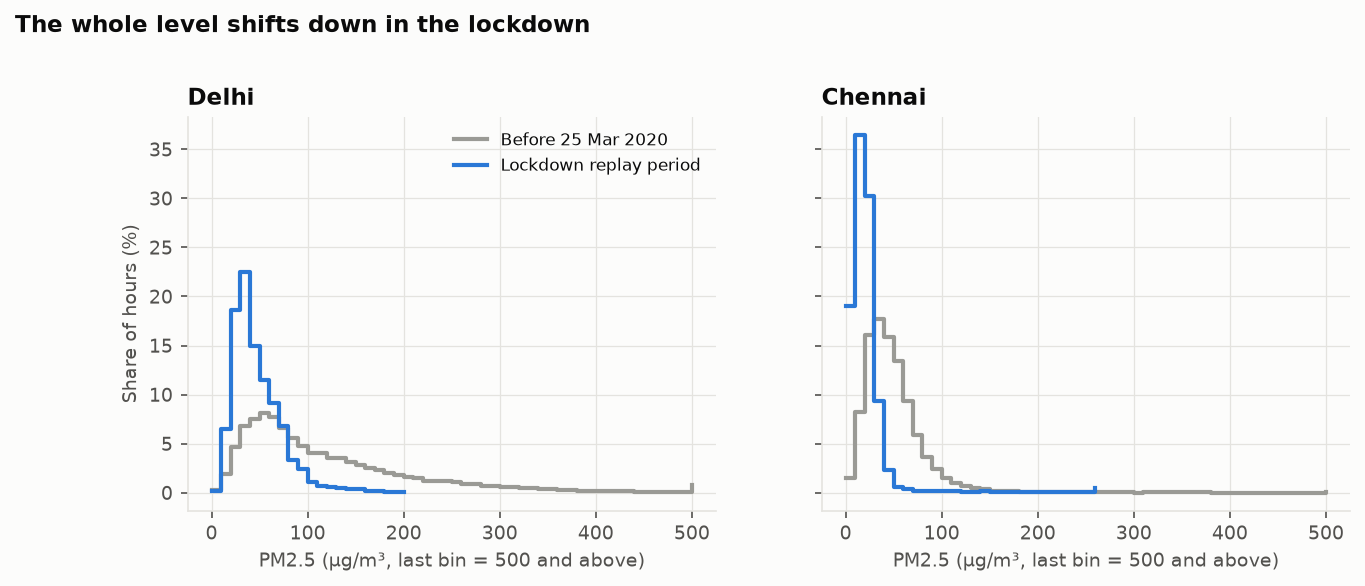 The whole level shifts down in the lockdown
Delhi
Before 25 Mar 2020
Lockdown replay period
Share of hours (%)
35
30
25
20
15
10
5
0
0 100 200 300 400 500
PM2.5 (µg/m³, last bin = 500 and above)
Chennai
0 100 200 300 400 500
PM2.5 (µg/m³, last bin = 500 and above)